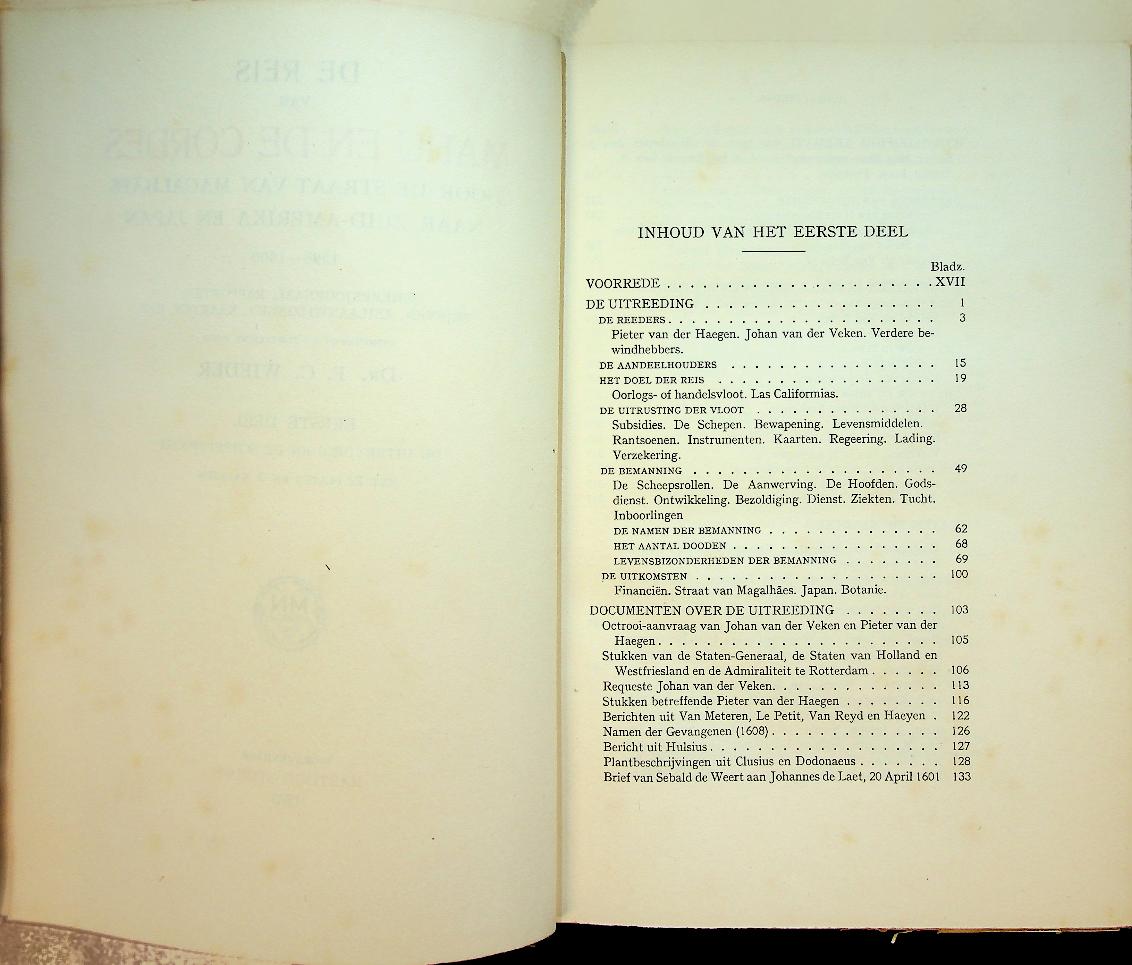 INHOUD VAN HET EERSTE DEEL
Bladz.
VOORREDE . . . . . . . . . . . . . . . . . . . . . . XVII
DE UITREEDING . . . . . . . . . . . . . . . . . . . 1
DE REEDERS . . . . . . . . . . . . . . . . . . . . . . 3
Pieter van der Haegen. Johan van der Veken. Verdere be-
windhebbers.
DE AANDEELHOUDERS . . . . . . . . . . . . . . . . . 15
HET DOEL DER REIS . . . . . . . . . . . . . . . . . . 19
Oorlogs- of handelsvloot. Las Californias.
DE UITRUSTING DER VLOOT . . . . . . . . . . . . . . . 28
Subsidies. De Schepen. Bewapening. Levensmiddelen.
Rantsoenen. Instrumenten. Kaarten. Regeering. Lading.
Verzekering.
DE BEMANNING . . . . . . . . . . . . . . . . . . . . 49
De Scheepsrollen. De Aanwerving. De Hoofden. Gods-
dienst. Ontwikkeling. Bezoldiging. Dienst. Ziekten. Tucht.
Inboorlingen
DE NAMEN DER BEMANNING . . . . . . . . . . . . . . 62
HET AANTAL DOODEN . . . . . . . . . . . . . . . . . 68
LEVENSBIZONDERHEDEN DER BEMANNING . . . . . . . . 69
DE UITKOMSTEN . . . . . . . . . . . . . . . . . . . . 100
Financiën. Straat van Magalhães. Japan. Botanie.
DOCUMENTEN OVER DE UITREEDING . . . . . . . . 103
Octrooi-aanvraag van Johan van der Veken en Pieter van der
Haegen . . . . . . . . . . . . . . . . . . . . . . . 105
Stukken van de Staten-Generaal, de Staten van Holland en
Westfriesland en de Admiraliteit te Rotterdam . . . . . . 106
Requeste Johan van der Veken. . . . . . . . . . . . . . 113
Stukken betreffende Pieter van der Haegen . . . . . . . . 116
Berichten uit Van Meteren, Le Petit, Van Reyd en Haeyen . 122
Namen der Gevangenen (1608) . . . . . . . . . . . . . . 126
Bericht uit Hulsius . . . . . . . . . . . . . . . . . . . 127
Plantbeschrijvingen uit Clusius en Dodonaeus . . . . . . . 128
Brief van Sebald de Weert aan Johannes de Laet, 20 April 1601 133